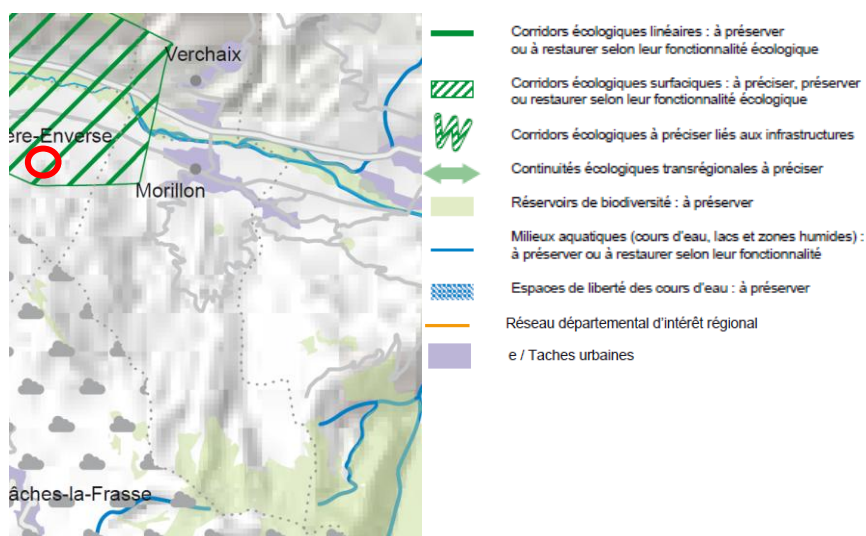 Verchaix
ère-Enverse
Morillon
âches-la-Frasse
Corridors écologiques linéaires : à préserver
ou à restaurer selon leur fonctionnalité écologique
Corridors écologiques surfaciques : à préciser, préserver
ou restaurer selon leur fonctionnalité écologique
Corridors écologiques à préciser liés aux infrastructures
Continuités écologiques transrégionales à préciser
Réservoirs de biodiversité : à préserver
Milieux aquatiques (cours d'eau, lacs et zones humides) :
à préserver ou à restaurer selon leur fonctionalité
Espaces de liberté des cours d'eau : à préserver
Réseau départemental d'intérêt régional
e / Taches urbaines